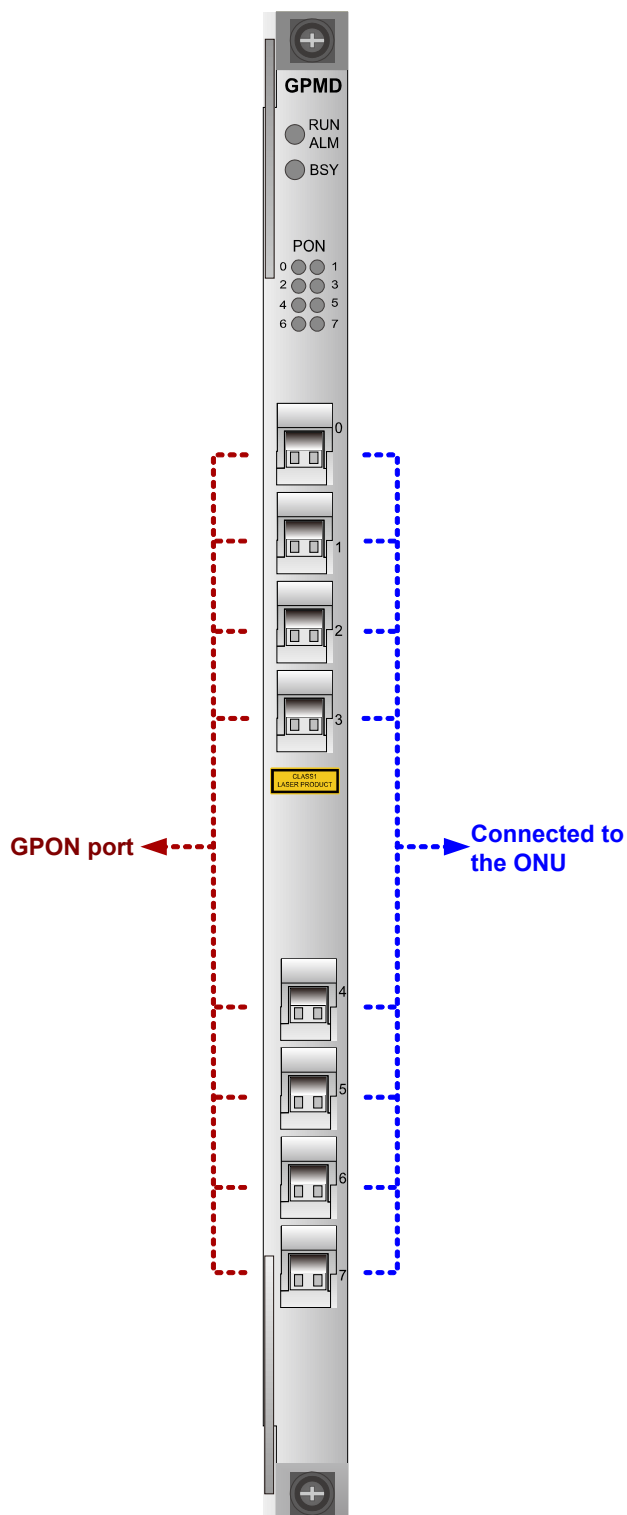 GPMD
RUN
ALM
BSY
PON
0 1
2 3
4 5
6 7
0
1
2
3
CLASS1
LASER PRODUCT
GPON port
Connected to
the ONU
4
5
6
7